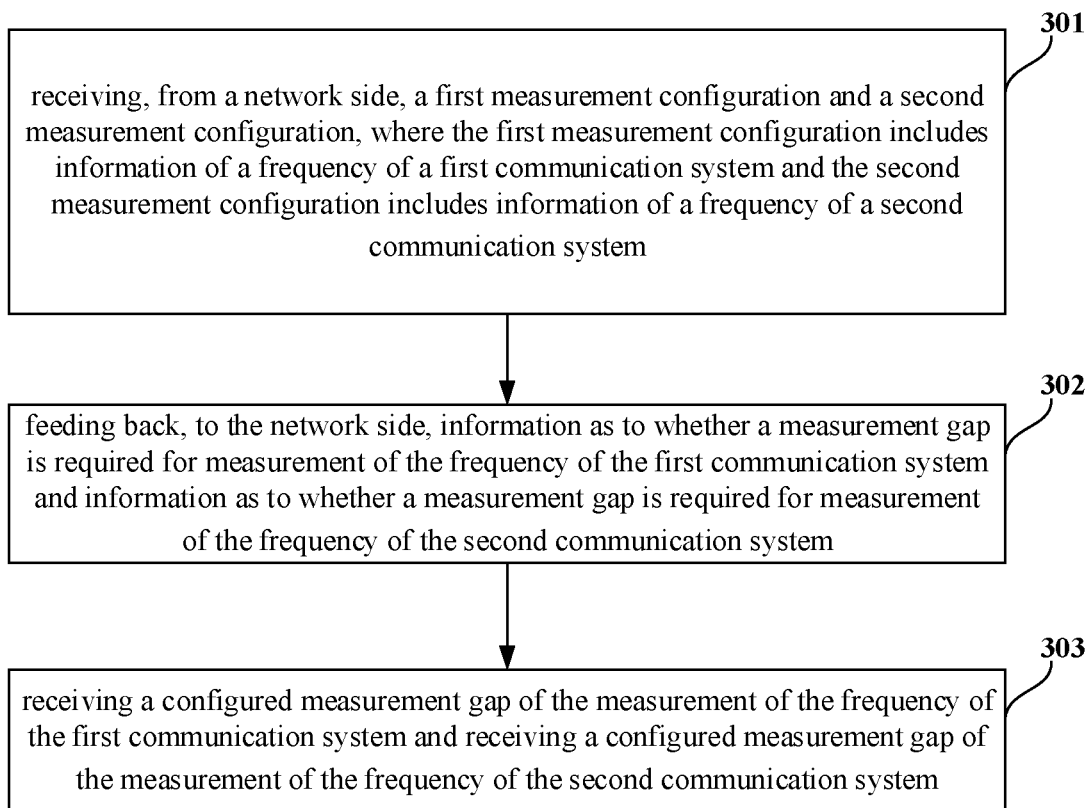 301
receiving, from a network side, a first measurement configuration and a second
measurement configuration, where the first measurement configuration includes
information of a frequency of a first communication system and the second
measurement configuration includes information of a frequency of a second
communication system
302
feeding back, to the network side, information as to whether a measurement gap
is required for measurement of the frequency of the first communication system
and information as to whether a measurement gap is required for measurement
of the frequency of the second communication system
303
receiving a configured measurement gap of the measurement of the frequency of
the first communication system and receiving a configured measurement gap of
the measurement of the frequency of the second communication system